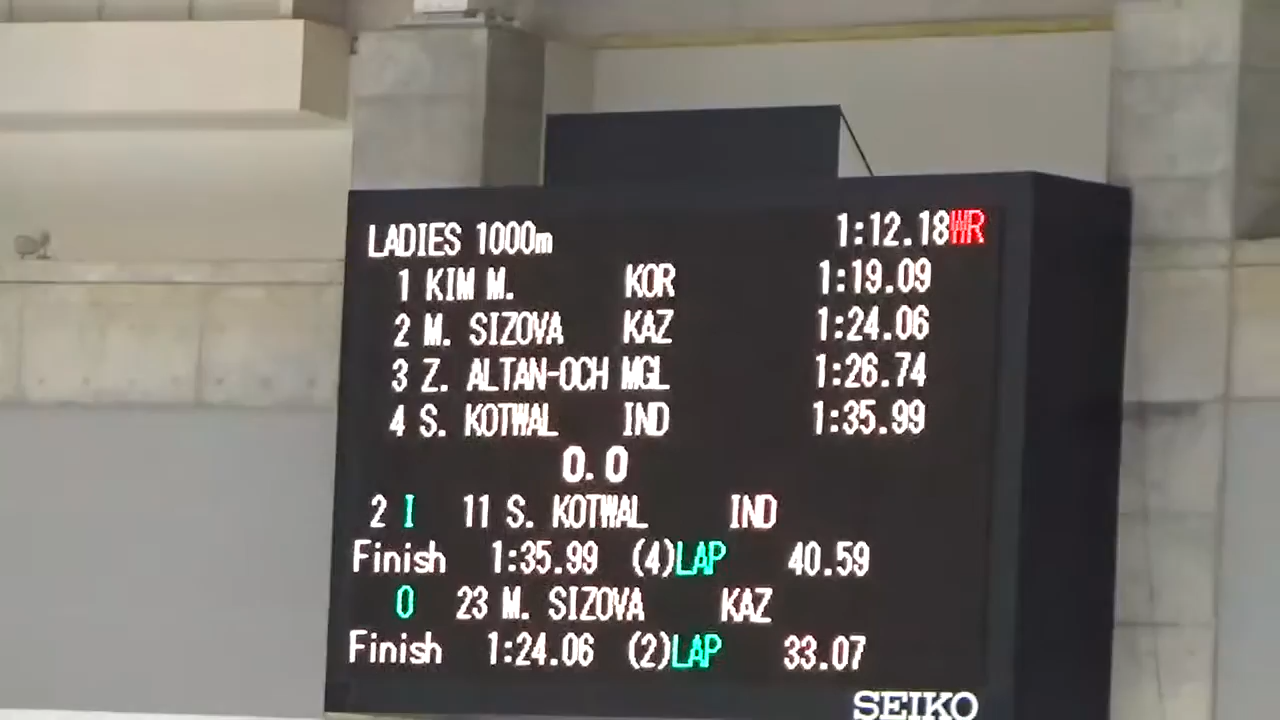 LADIES 1000m 1:12.18WR
1 KIM M. KOR 1:19.09
2 M. SIZOVA KAZ 1:24.06
3 Z. ALTAN-OCH MGL 1:26.74
4 S. KOTWAL IND 1:35.99
0.0
2 I 11 S. KOTWAL IND
Finish 1:35.99 (4)LAP 40.59
O 23 M. SIZOVA KAZ
Finish 1:24.06 (2)LAP 33.07
SEIKO